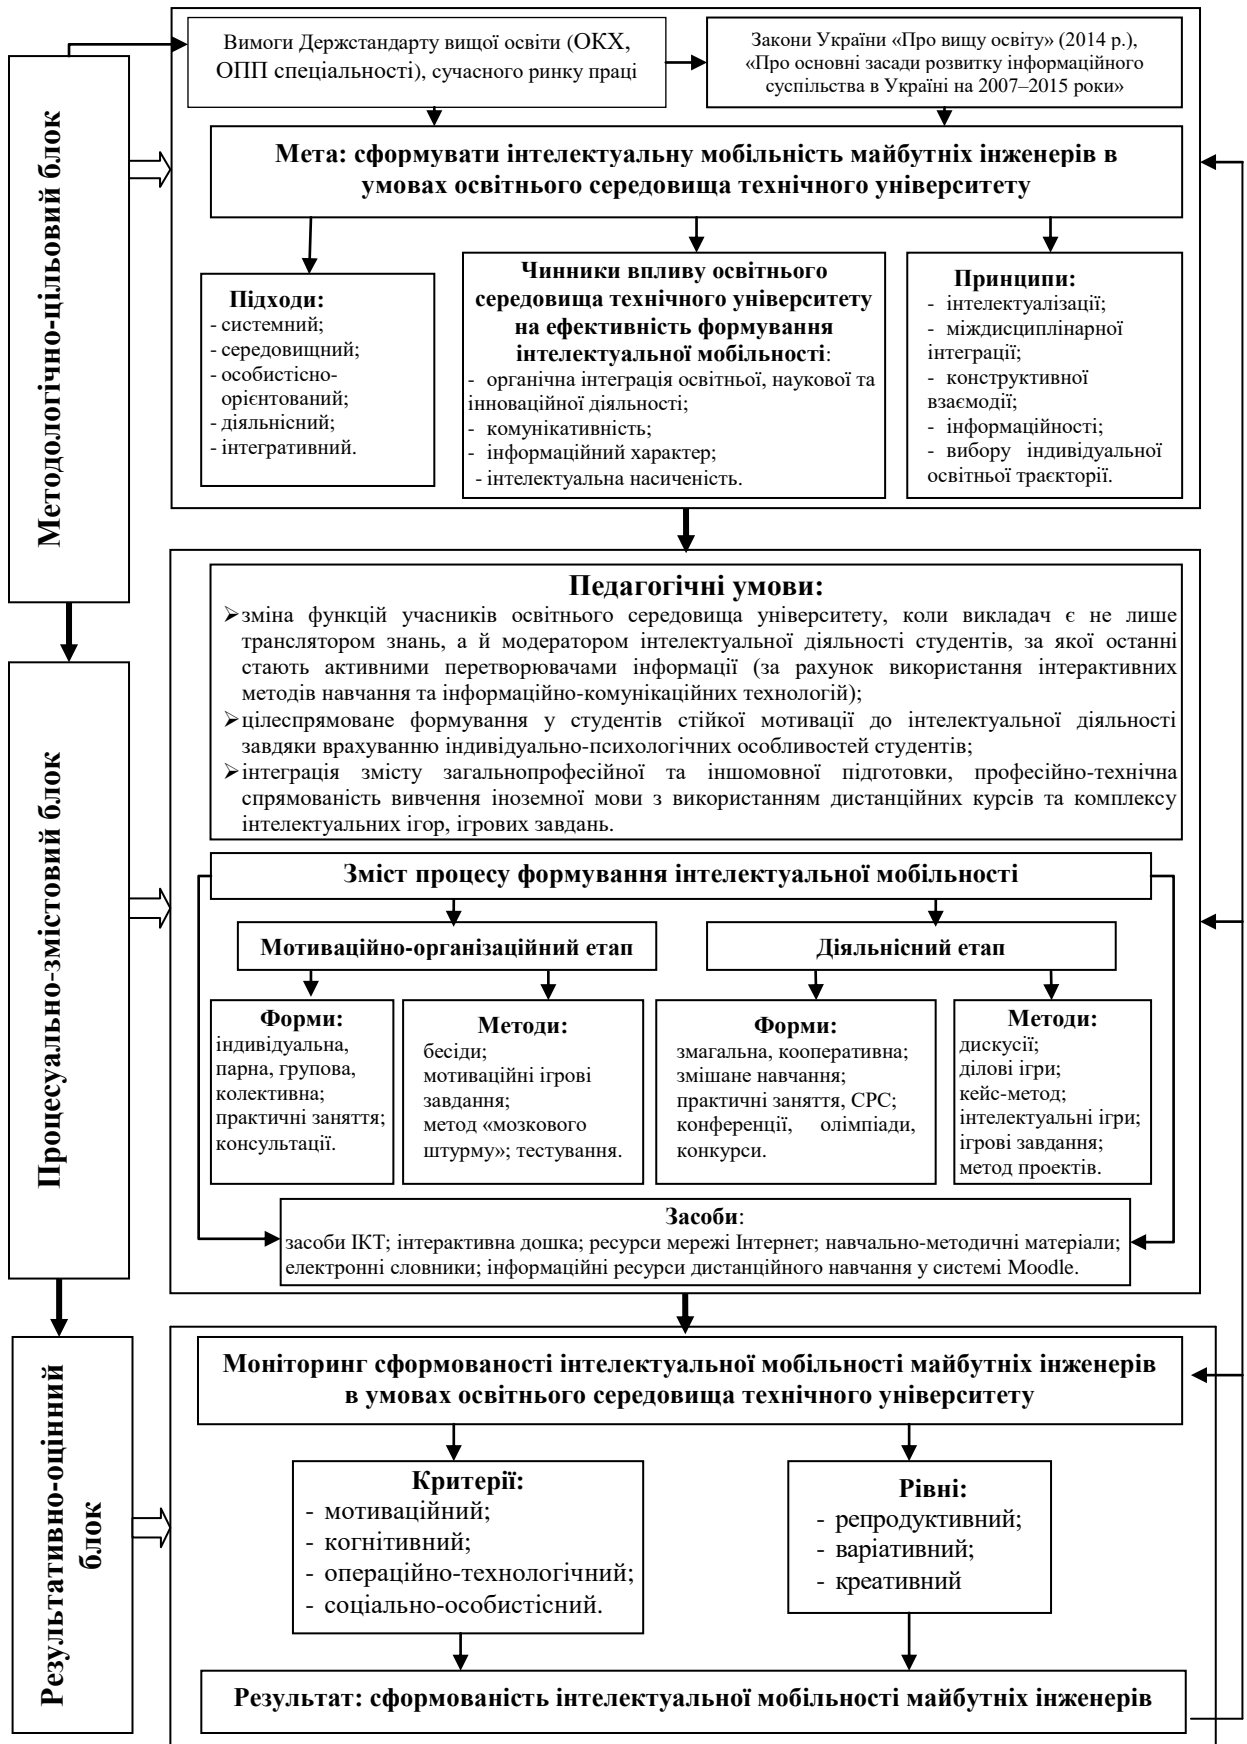 Методологічно-цільовий блок
Вимоги Держстандарту вищої освіти (ОКХ,
ОПП спеціальності), сучасного ринку праці
Закони України «Про вищу освіту» (2014 р.),
«Про основні засади розвитку інформаційного
суспільства в Україні на 2007–2015 роки»
Мета: сформувати інтелектуальну мобільність майбутніх інженерів в
умовах освітнього середовища технічного університету
Підходи:
- системний;
- середовищний;
- особистісно-
орієнтований;
- діяльнісний;
- інтегративний.
Чинники впливу освітнього
середовища технічного університету
на ефективність формування
інтелектуальної мобільності:
- органічна інтеграція освітньої, наукової та
інноваційної діяльності;
- комунікативність;
- інформаційний характер;
- інтелектуальна насиченість.
Принципи:
- інтелектуалізації;
- міждисциплінарної
інтеграції;
- конструктивної
взаємодії;
- інформаційності;
- вибору індивідуальної
освітньої траєкторії.
Процесуально-змістовий блок
Педагогічні умови:
➢зміна функцій учасників освітнього середовища університету, коли викладач є не лише
транслятором знань, а й модератором інтелектуальної діяльності студентів, за якої останні
стають активними перетворювачами інформації (за рахунок використання інтерактивних
методів навчання та інформаційно-комунікаційних технологій);
➢цілеспрямоване формування у студентів стійкої мотивації до інтелектуальної діяльності
завдяки врахуванню індивідуально-психологічних особливостей студентів;
➢інтеграція змісту загальнопрофесійної та іншомовної підготовки, професійно-технічна
спрямованість вивчення іноземної мови з використанням дистанційних курсів та комплексу
інтелектуальних ігор, ігрових завдань.
Зміст процесу формування інтелектуальної мобільності
Мотиваційно-організаційний етап
Діяльнісний етап
Форми:
індивідуальна,
парна, групова,
колективна;
практичні заняття;
консультації.
Методи:
бесіди;
мотиваційні ігрові
завдання;
метод «мозкового
штурму»; тестування.
Форми:
змагальна, кооперативна;
змішане навчання;
практичні заняття, СРС;
конференції, олімпіади,
конкурси.
Методи:
дискусії;
ділові ігри;
кейс-метод;
інтелектуальні ігри;
ігрові завдання;
метод проектів.
Засоби:
засоби ІКТ; інтерактивна дошка; ресурси мережі Інтернет; навчально-методичні матеріали;
електронні словники; інформаційні ресурси дистанційного навчання у системі Moodle.
Результативно-оцінний
блок
Моніторинг сформованості інтелектуальної мобільності майбутніх інженерів
в умовах освітнього середовища технічного університету
Критерії:
- мотиваційний;
- когнітивний;
- операційно-технологічний;
- соціально-особистісний.
Рівні:
- репродуктивний;
- варіативний;
- креативний
Результат: сформованість інтелектуальної мобільності майбутніх інженерів